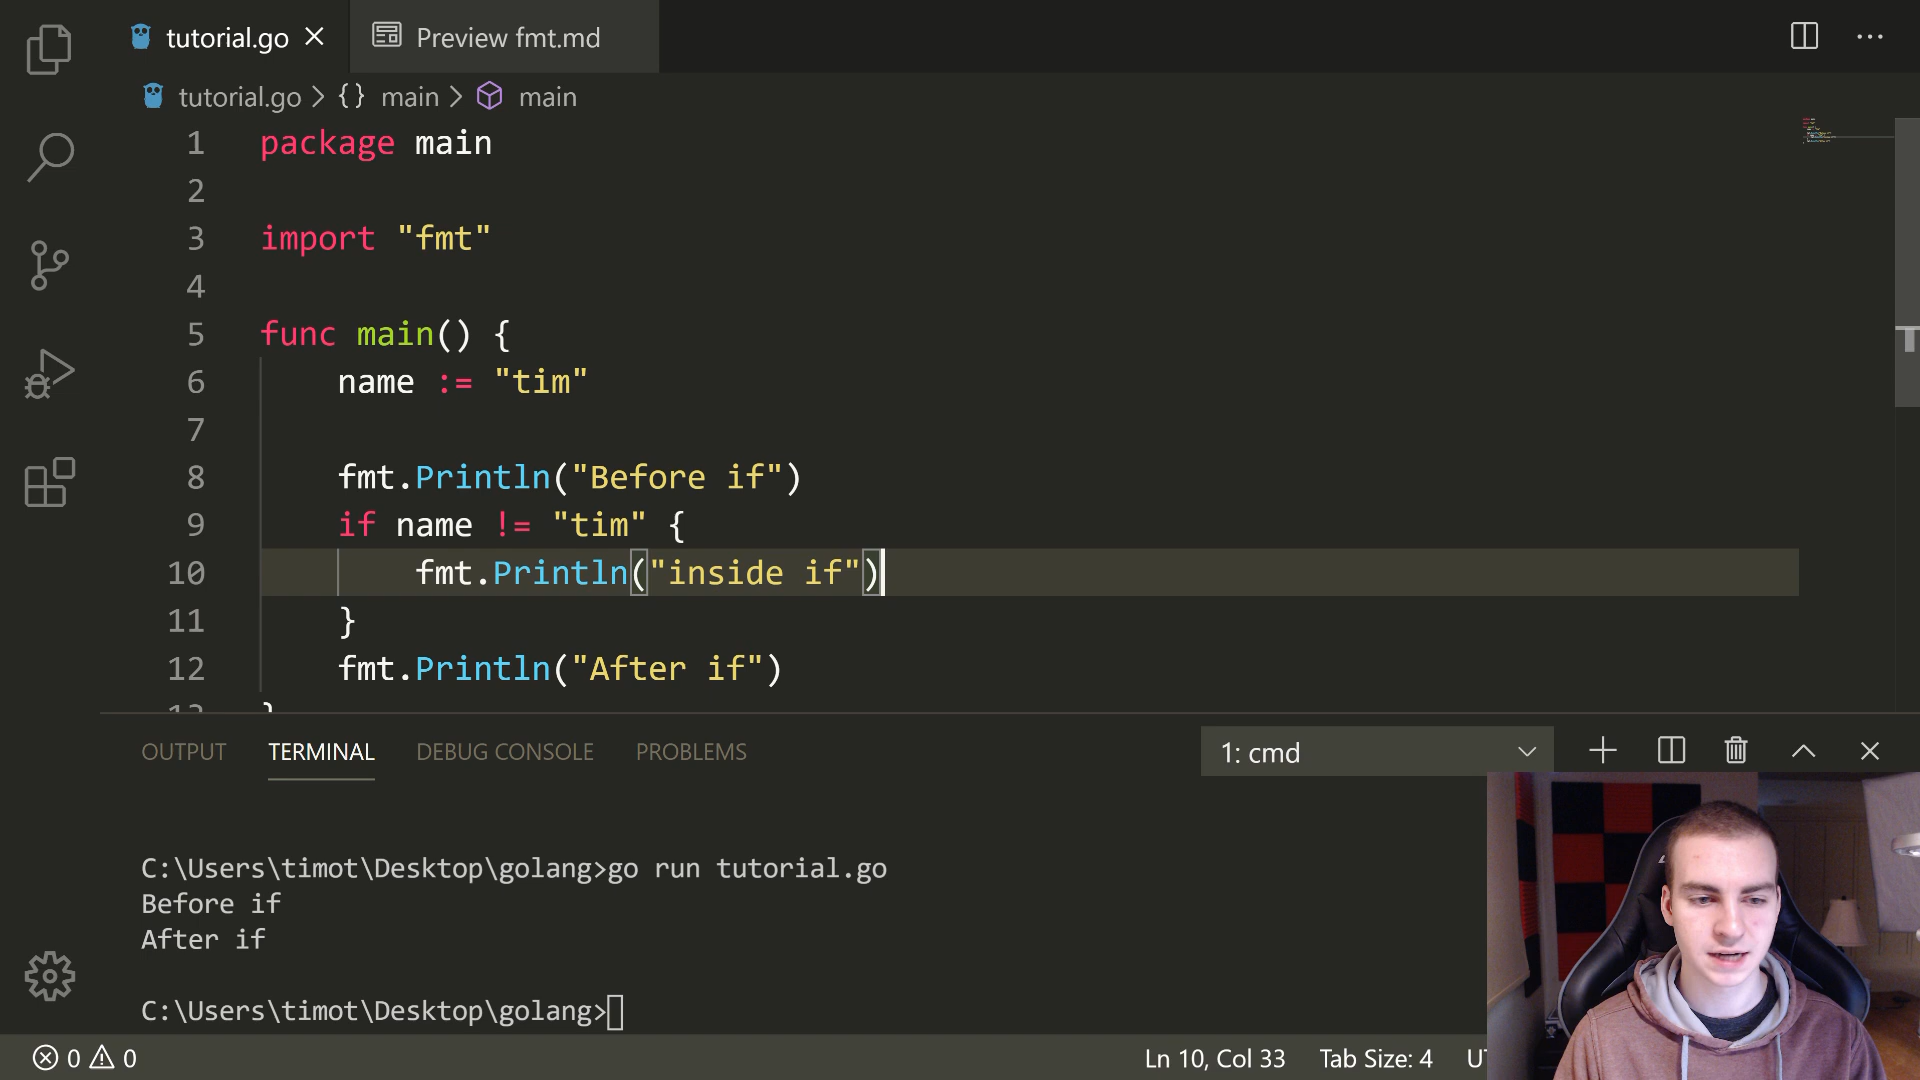 tutorial.go
Preview fmt.md
tutorial.go > {} main > main
1 package main
2
3 import "fmt"
4
5 func main() {
6 name := "tim"
7
8 fmt.Println("Before if")
9 if name != "tim" {
10 fmt.Println("inside if")
11 }
12 fmt.Println("After if")
OUTPUT TERMINAL DEBUG CONSOLE PROBLEMS 1: cmd
C:\Users\timot\Desktop\golang>go run tutorial.go
Before if
After if
C:\Users\timot\Desktop\golang>
0 0 Ln 10, Col 33 Tab Size: 4